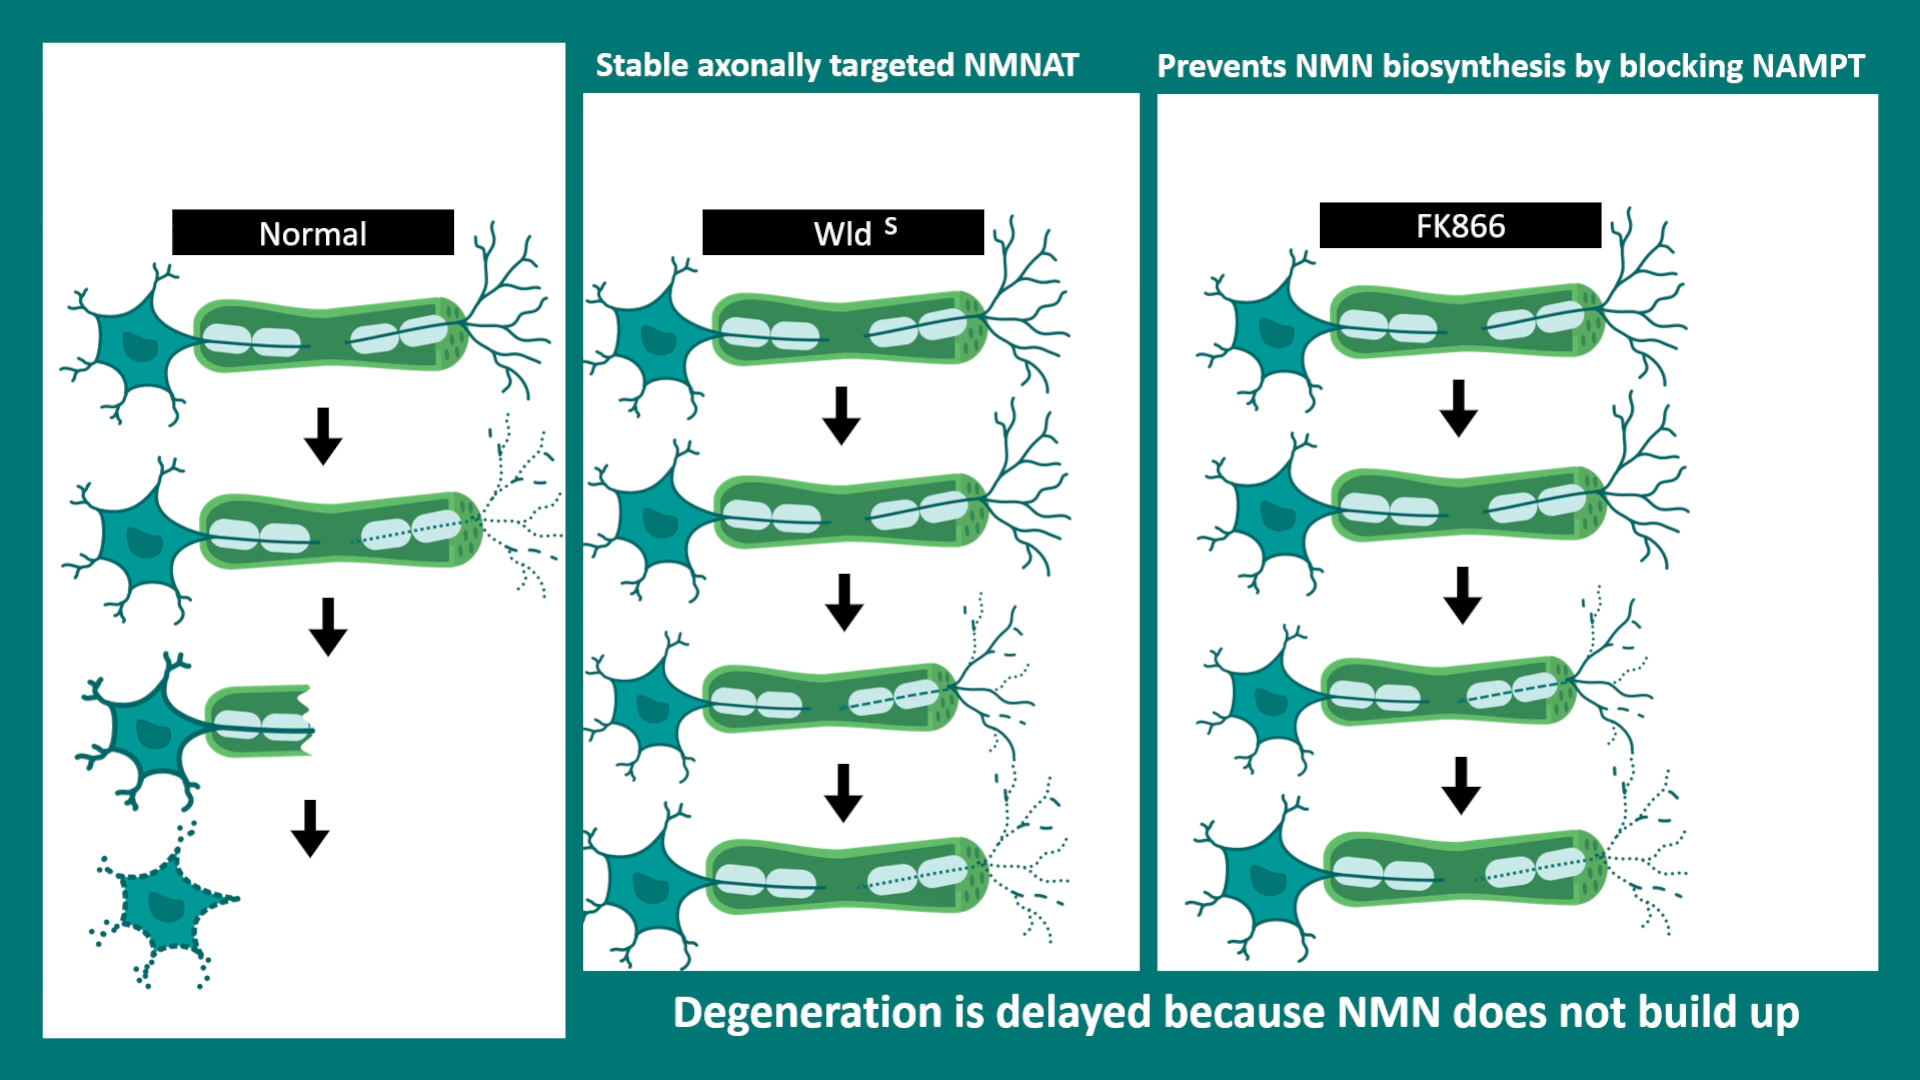 Stable axonally targeted NMNAT
Prevents NMN biosynthesis by blocking NAMPT
Normal
Wld S
FK866
Degeneration is delayed because NMN does not build up